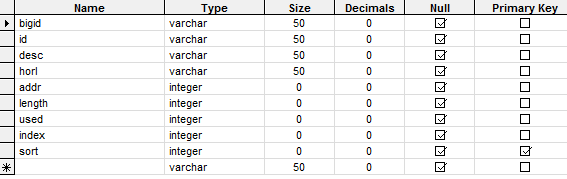 Name Type Size Decimals Null Primary Key
bigid varchar 50 0
id varchar 50 0
desc varchar 50 0
horl varchar 50 0
addr integer 0 0
length integer 0 0
used integer 0 0
index integer 0 0
sort integer 0 0
varchar 50 0